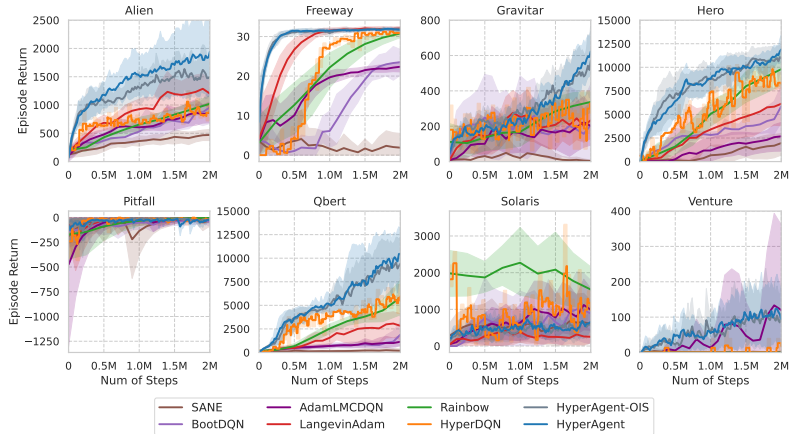 Alien Freeway Gravitar Hero
Episode Return
2500 2000 1500 1000 500 0
30 20 10 0
800 600 400 200 0
15000 12500 10000 7500 5000 2500 0
0 0.5M 1.0M 1.5M 2M 0 0.5M 1.0M 1.5M 2M 0 0.5M 1.0M 1.5M 2M 0 0.5M 1.0M 1.5M 2M
Pitfall Qbert Solaris Venture
Episode Return
0 −250 −500 −750 −1000 −1250
15000 12500 10000 7500 5000 2500 0
3000 2000 1000 0
400 300 200 100 0
0 0.5M 1.0M 1.5M 2M 0 0.5M 1.0M 1.5M 2M 0 0.5M 1.0M 1.5M 2M 0 0.5M 1.0M 1.5M 2M
Num of Steps Num of Steps Num of Steps Num of Steps
SANE AdamLMCDQN Rainbow HyperAgent-OIS
BootDQN LangevinAdam HyperDQN HyperAgent